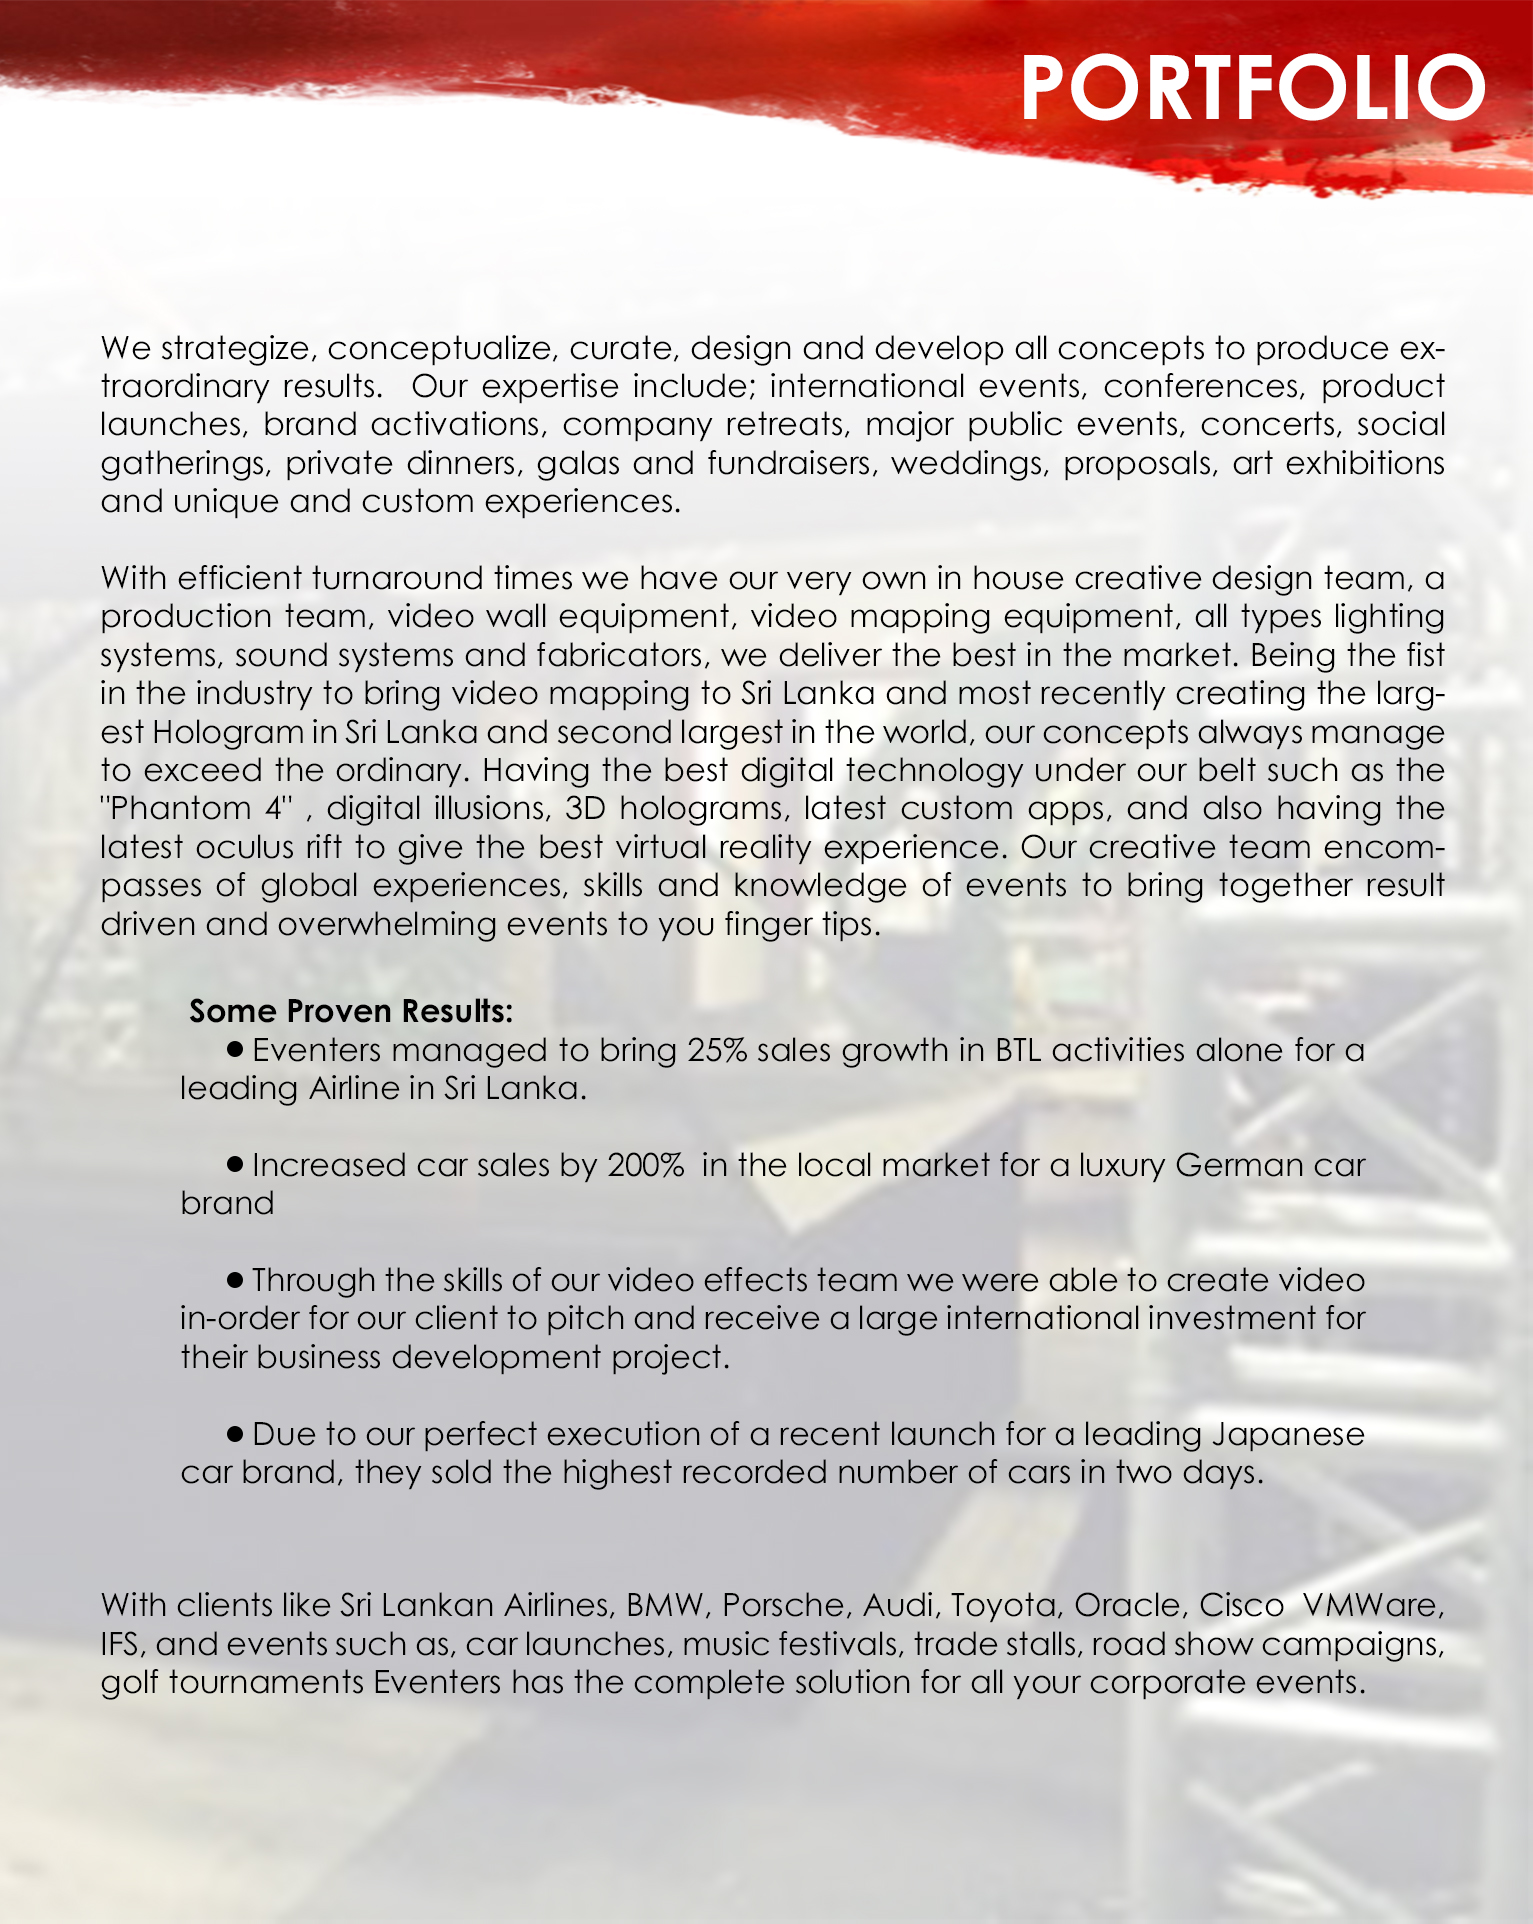 PORTFOLIO
We strategize, conceptualize, curate, design and develop all concepts to produce ex-
traordinary results.  Our expertise include; international events, conferences, product
launches, brand activations, company retreats, major public events, concerts, social
gatherings, private dinners, galas and fundraisers, weddings, proposals, art exhibitions
and unique and custom experiences.
With efficient turnaround times we have our very own in house creative design team, a
production team, video wall equipment, video mapping equipment, all types lighting
systems, sound systems and fabricators, we deliver the best in the market. Being the fist
in the industry to bring video mapping to Sri Lanka and most recently creating the larg-
est Hologram in Sri Lanka and second largest in the world, our concepts always manage
to exceed the ordinary. Having the best digital technology under our belt such as the
"Phantom 4" , digital illusions, 3D holograms, latest custom apps, and also having the
latest oculus rift to give the best virtual reality experience. Our creative team encom-
passes of global experiences, skills and knowledge of events to bring together result
driven and overwhelming events to you finger tips.
Some Proven Results:
● Eventers managed to bring 25% sales growth in BTL activities alone for a
leading Airline in Sri Lanka.
● Increased car sales by 200%  in the local market for a luxury German car
brand
● Through the skills of our video effects team we were able to create video
in-order for our client to pitch and receive a large international investment for
their business development project.
● Due to our perfect execution of a recent launch for a leading Japanese
car brand, they sold the highest recorded number of cars in two days.
With clients like Sri Lankan Airlines, BMW, Porsche, Audi, Toyota, Oracle, Cisco  VMWare,
IFS, and events such as, car launches, music festivals, trade stalls, road show campaigns,
golf tournaments Eventers has the complete solution for all your corporate events.